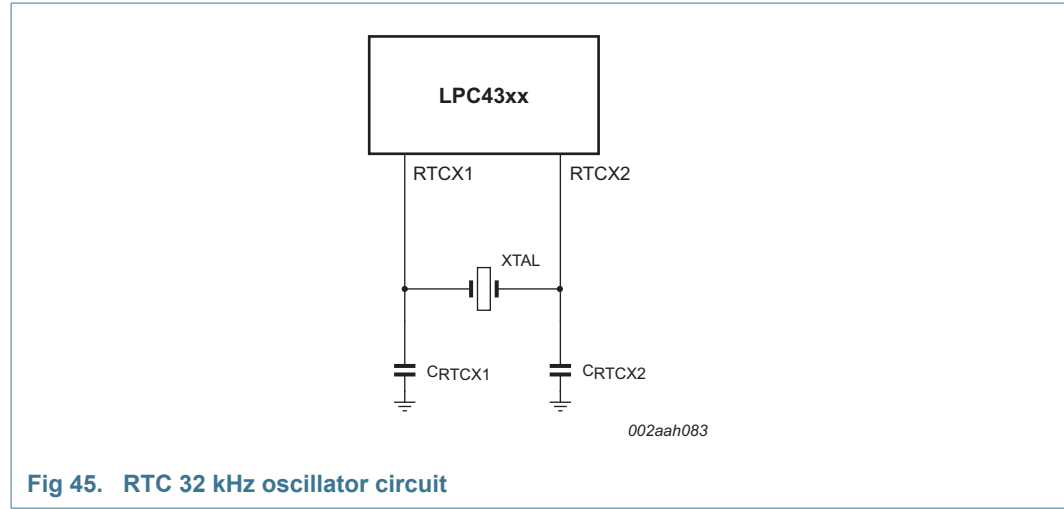 LPC43xx
RTCX1
RTCX2
XTAL
CRTCX1
CRTCX2
002aah083
Fig 45. RTC 32 kHz oscillator circuit